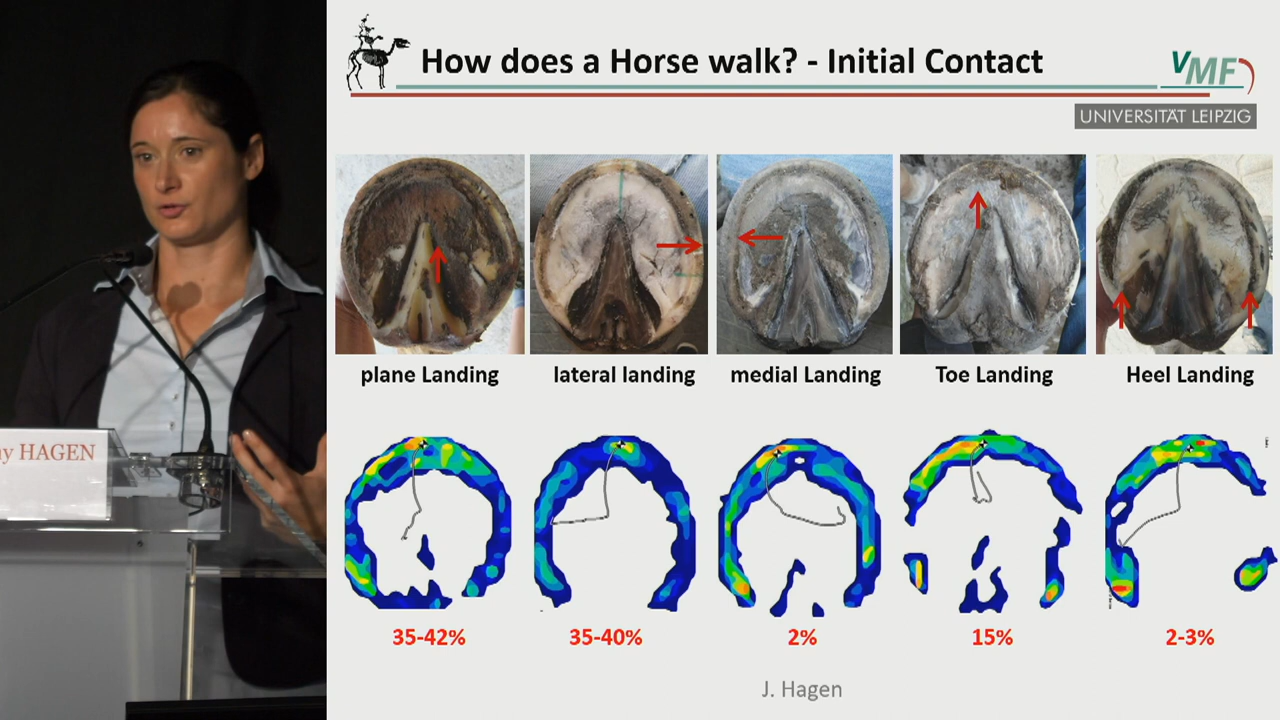 How does a Horse walk? - Initial Contact
VMF
UNIVERSITÄT LEIPZIG
plane Landing
lateral landing
medial Landing
Toe Landing
Heel Landing
35-42%
35-40%
2%
15%
2-3%
J. Hagen
HAGEN